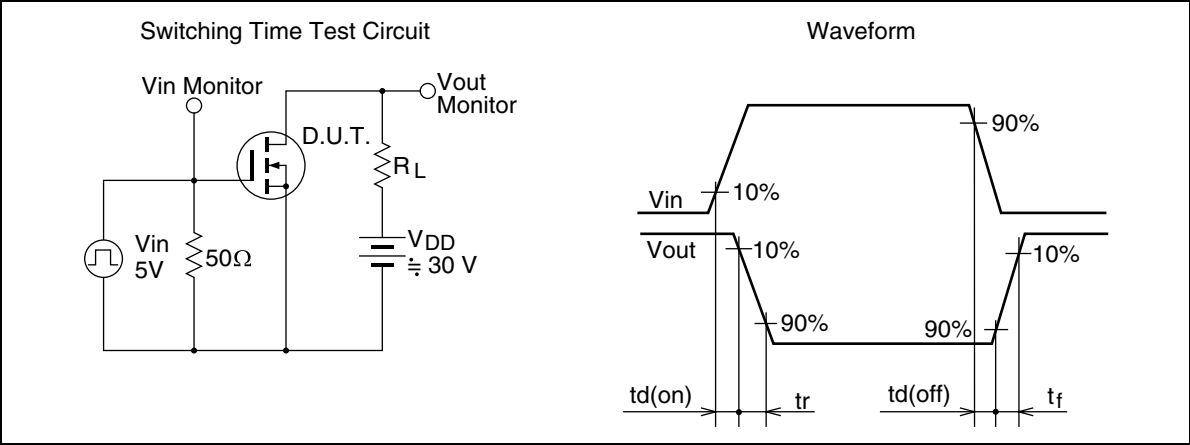 Switching Time Test Circuit
Vin Monitor
Vout
Monitor
D.U.T.
RL
Vin
5V
50Ω
VDD
≒ 30 V
Waveform
Vin
10%
90%
Vout
10%
90%
90%
10%
td(on)
tr
td(off)
tf